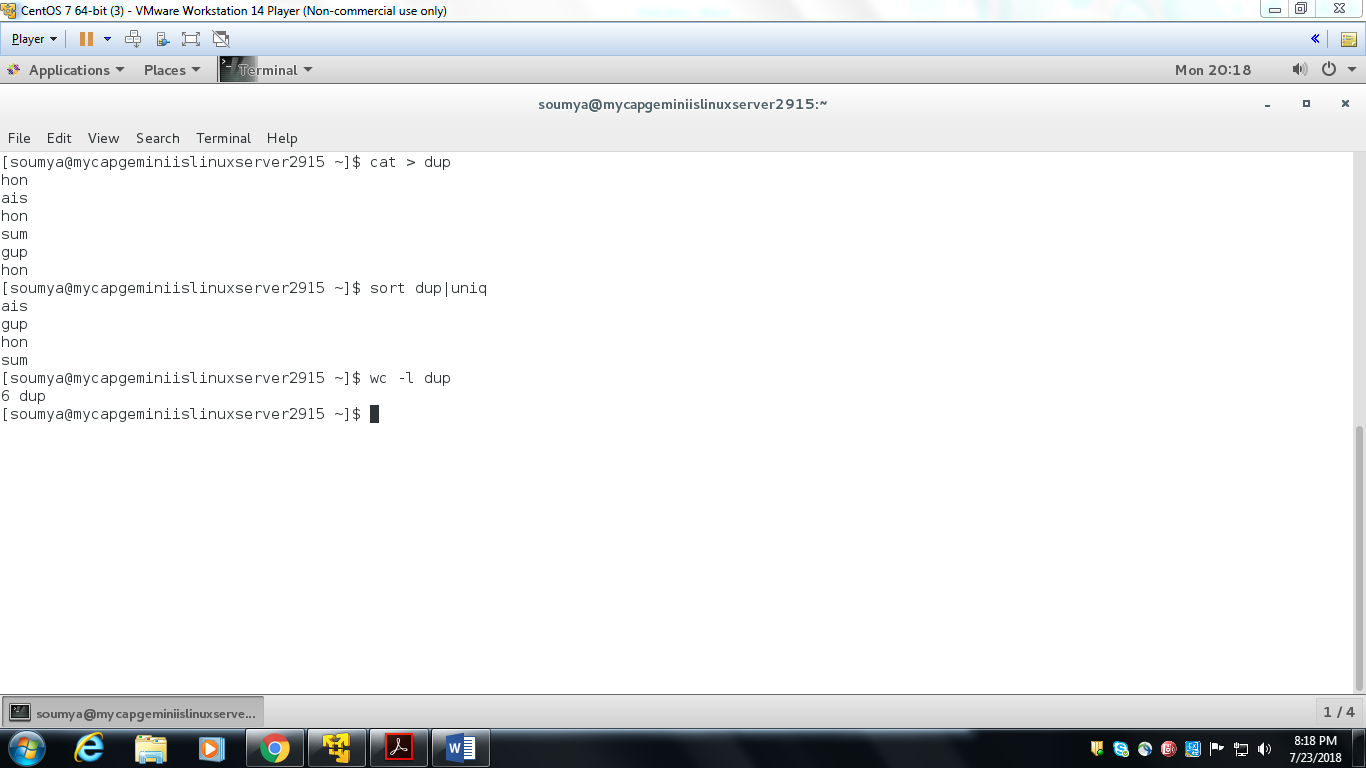 CentOS 7 64-bit (3) - VMware Workstation 14 Player (Non-commercial use only)
Player
Applications Places Terminal Mon 20:18
soumya@mycapgeminiislinuxserver2915:~
File Edit View Search Terminal Help
[soumya@mycapgeminiislinuxserver2915 ~]$ cat > dup
hon
ais
hon
sum
gup
hon
[soumya@mycapgeminiislinuxserver2915 ~]$ sort dup|uniq
ais
gup
hon
sum
[soumya@mycapgeminiislinuxserver2915 ~]$ wc -l dup
6 dup
[soumya@mycapgeminiislinuxserver2915 ~]$
soumya@mycapgeminiislinuxserve... 1 / 4
8:18 PM
7/23/2018